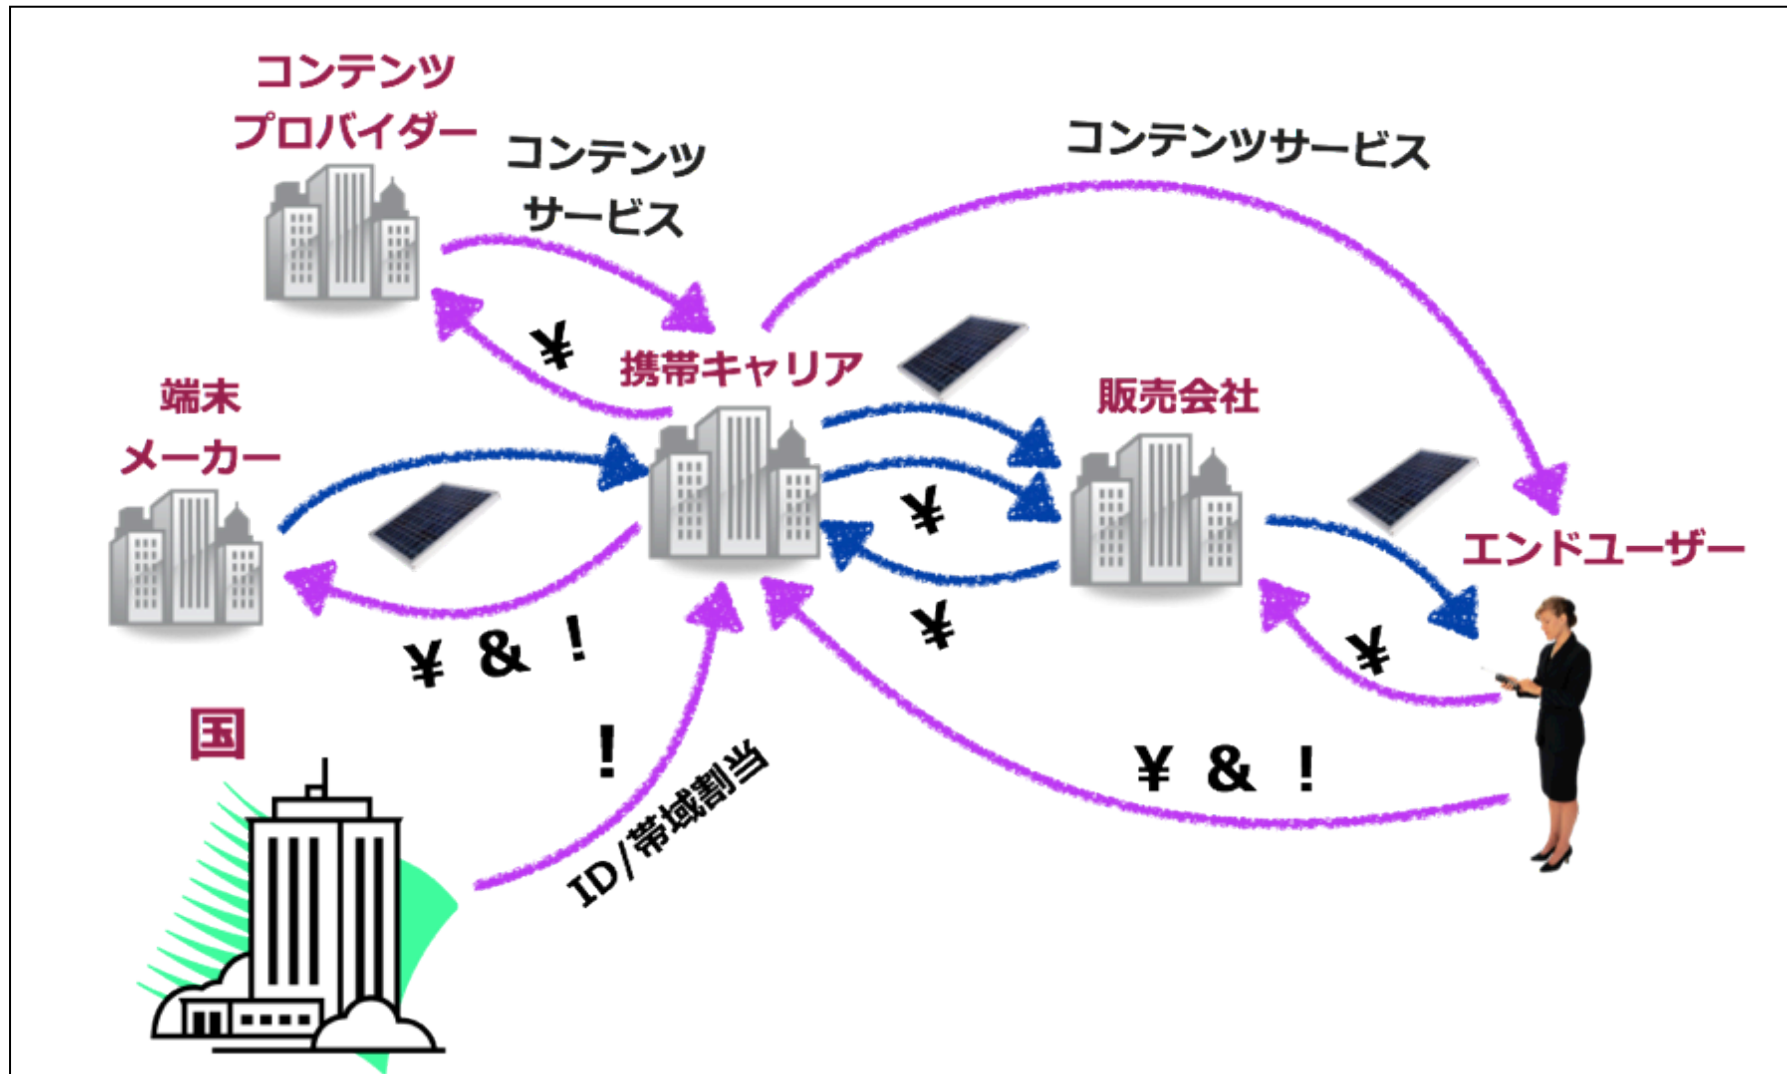 コンテンツ
プロバイダー
コンテンツ
サービス
コンテンツサービス
¥
携帯キャリア
端末
メーカー
販売会社
¥
エンドユーザー
¥
¥
¥ & !
国
!
ID/帯域割当
¥ & !